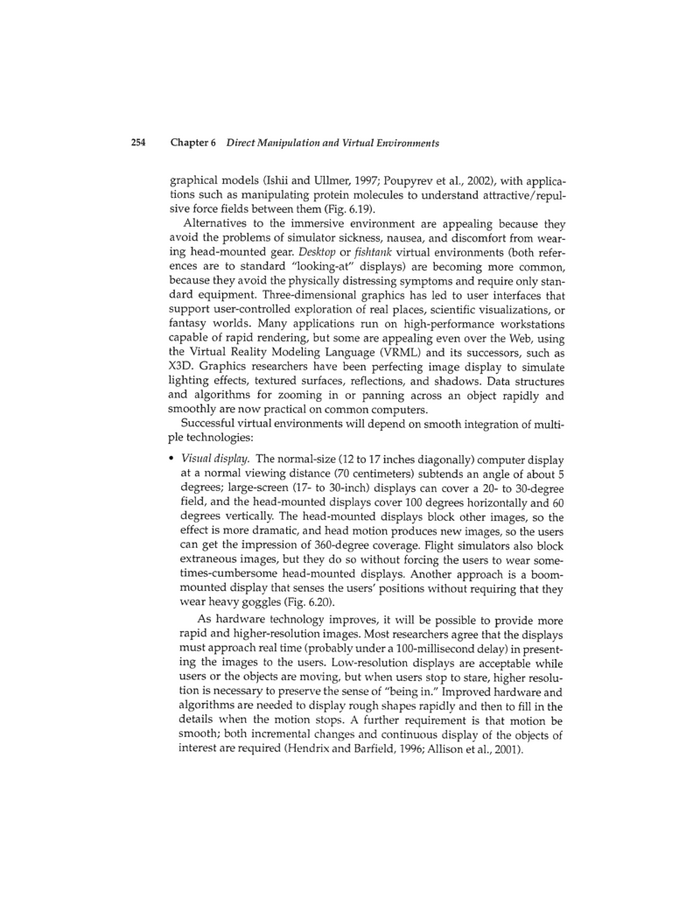 254 Chapter 6 Direct Manipulation and Virtual Environments
graphical models (Ishii and Ullmer, 1997; Poupyrev et al., 2002), with applica-
tions such as manipulating protein molecules to understand attractive/repul-
sive force fields between them (Fig. 6.19).
Alternatives to the immersive environment are appealing because they
avoid the problems of simulator sickness, nausea, and discomfort from wear-
ing head-mounted gear. Desktop or fishtank virtual environments (both refer-
ences are to standard "looking-at" displays) are becoming more common,
because they avoid the physically distressing symptoms and require only stan-
dard equipment. Three-dimensional graphics has led to user interfaces that
support user-controlled exploration of real places, scientific visualizations, or
fantasy worlds. Many applications run on high-performance workstations
capable of rapid rendering, but some are appealing even over the Web, using
the Virtual Reality Modeling Language (VRML) and its successors, such as
X3D. Graphics researchers have been perfecting image display to simulate
lighting effects, textured surfaces, reflections, and shadows. Data structures
and algorithms for zooming in or panning across an object rapidly and
smoothly are now practical on common computers.
Successful virtual environments will depend on smooth integration of multi-
ple technologies:
• Visual display. The normal-size (12 to 17 inches diagonally) computer display
at a normal viewing distance (70 centimeters) subtends an angle of about 5
degrees; large-screen (17- to 30-inch) displays can cover a 20- to 30-degree
field, and the head-mounted displays cover 100 degrees horizontally and 60
degrees vertically. The head-mounted displays block other images, so the
effect is more dramatic, and head motion produces new images, so the users
can get the impression of 360-degree coverage. Flight simulators also block
extraneous images, but they do so without forcing the users to wear some-
times-cumbersome head-mounted displays. Another approach is a boom-
mounted display that senses the users' positions without requiring that they
wear heavy goggles (Fig. 6.20).
As hardware technology improves, it will be possible to provide more
rapid and higher-resolution images. Most researchers agree that the displays
must approach real time (probably under a 100-millisecond delay) in present-
ing the images to the users. Low-resolution displays are acceptable while
users or the objects are moving, but when users stop to stare, higher resolu-
tion is necessary to preserve the sense of "being in." Improved hardware and
algorithms are needed to display rough shapes rapidly and then to fill in the
details when the motion stops. A further requirement is that motion be
smooth; both incremental changes and continuous display of the objects of
interest are required (Hendrix and Barfield, 1996; Allison et al., 2001).